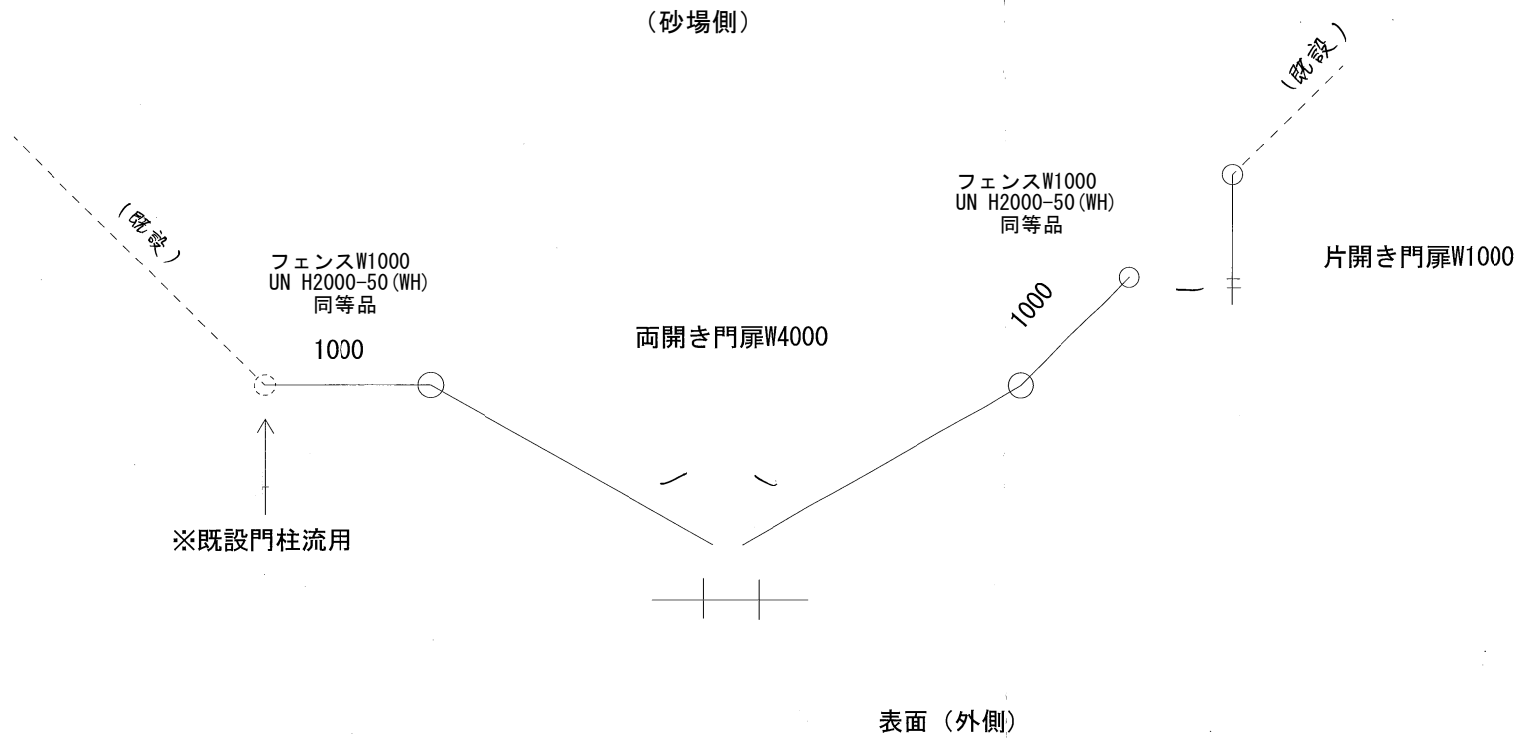 （砂場側）
（既設）
（既設）
フェンスW1000
UN H2000-50(WH)
同等品
1000
両開き門扉W4000
フェンスW1000
UN H2000-50(WH)
同等品
1000
片開き門扉W1000
※既設門柱流用
表面（外側）